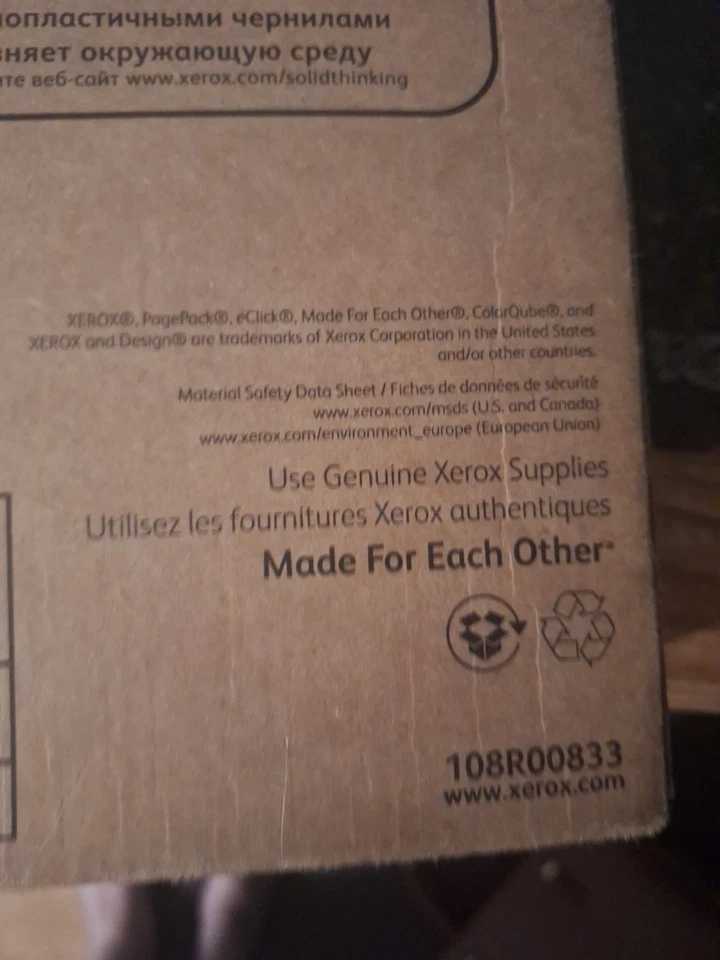 нопластичными чернилами
няет окружающую среду
те веб-сайт www.xerox.com/solidthinking
XEROX®, PagePack®, eClick®, Made For Each Other®, ColorQube®, and
XEROX and Design® are trademarks of Xerox Corporation in the United States
and/or other countries.
Material Safety Data Sheet / Fiches de données de sécurité
www.xerox.com/msds (U.S. and Canada)
www.xerox.com/environment_europe (European Union)
Use Genuine Xerox Supplies
Utilisez les fournitures Xerox authentiques
Made For Each Other®
108R00833
www.xerox.com